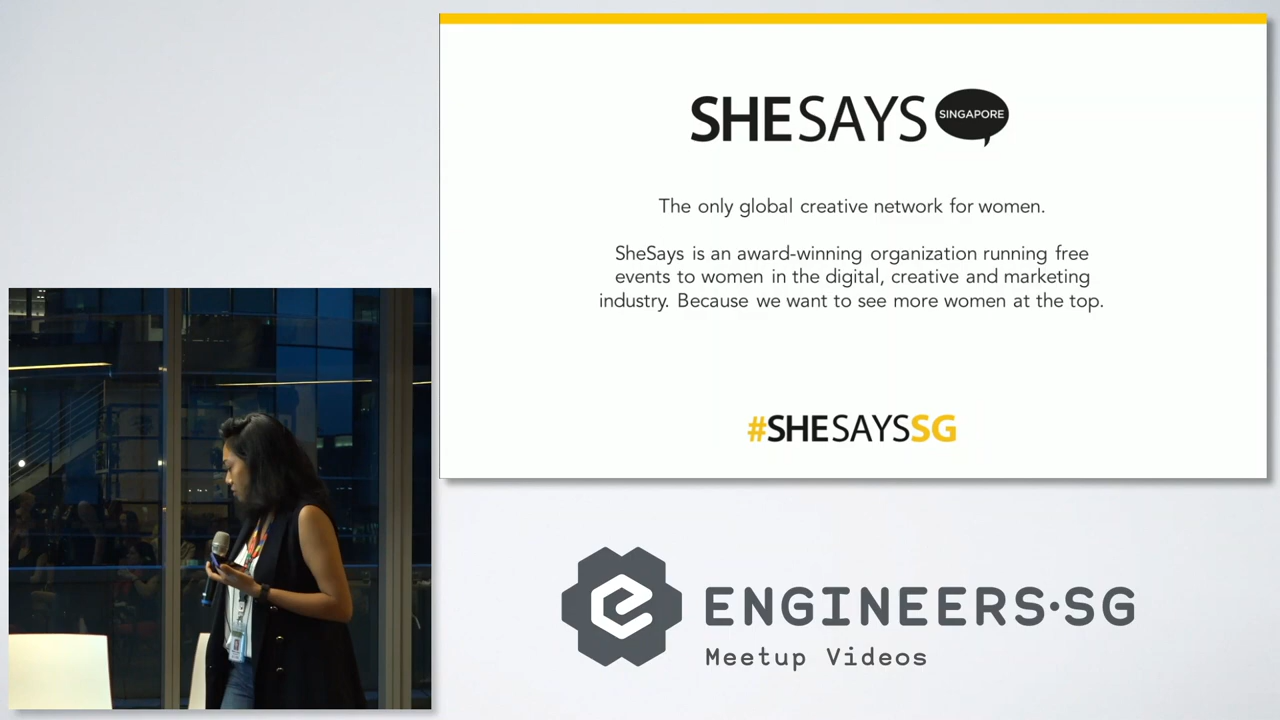 SHESAYS SINGAPORE
The only global creative network for women.
SheSays is an award-winning organization running free
events to women in the digital, creative and marketing
industry. Because we want to see more women at the top.
#SHESAYSSG
ENGINEERS·SG
Meetup Videos